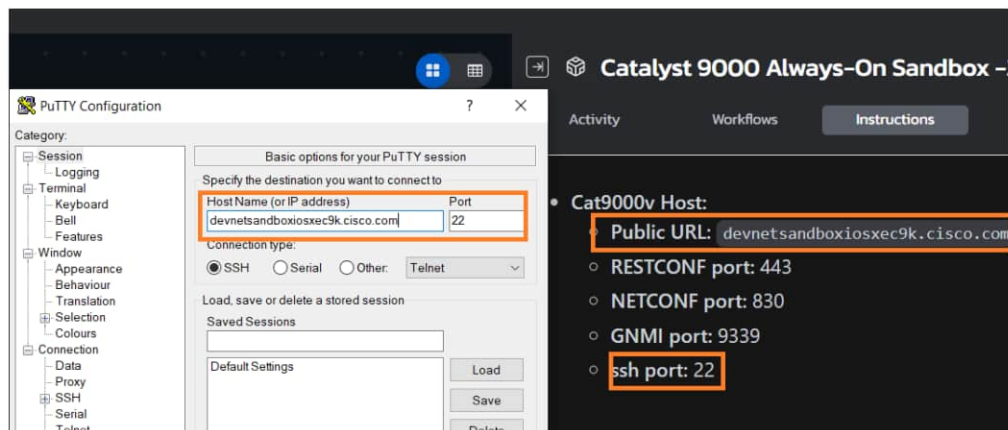 PuTTY Configuration
?
Category:
Session
Logging
Terminal
Keyboard
Bell
Features
Window
Appearance
Behaviour
Translation
Selection
Colours
Connection
Data
Proxy
SSH
Serial
Telnet
Basic options for your PuTTY session
Specify the destination you want to connect to
Host Name (or IP address) Port
devnetsandboxiosxec9k.cisco.com 22
Connection type:
SSH Serial Other: Telnet
Load, save or delete a stored session
Saved Sessions
Default Settings
Load
Save
Delete
Catalyst 9000 Always-On Sandbox -
Activity Workflows Instructions
Cat9000v Host:
Public URL: devnetsandboxiosxec9k.cisco.com
RESTCONF port: 443
NETCONF port: 830
GNMI port: 9339
ssh port: 22